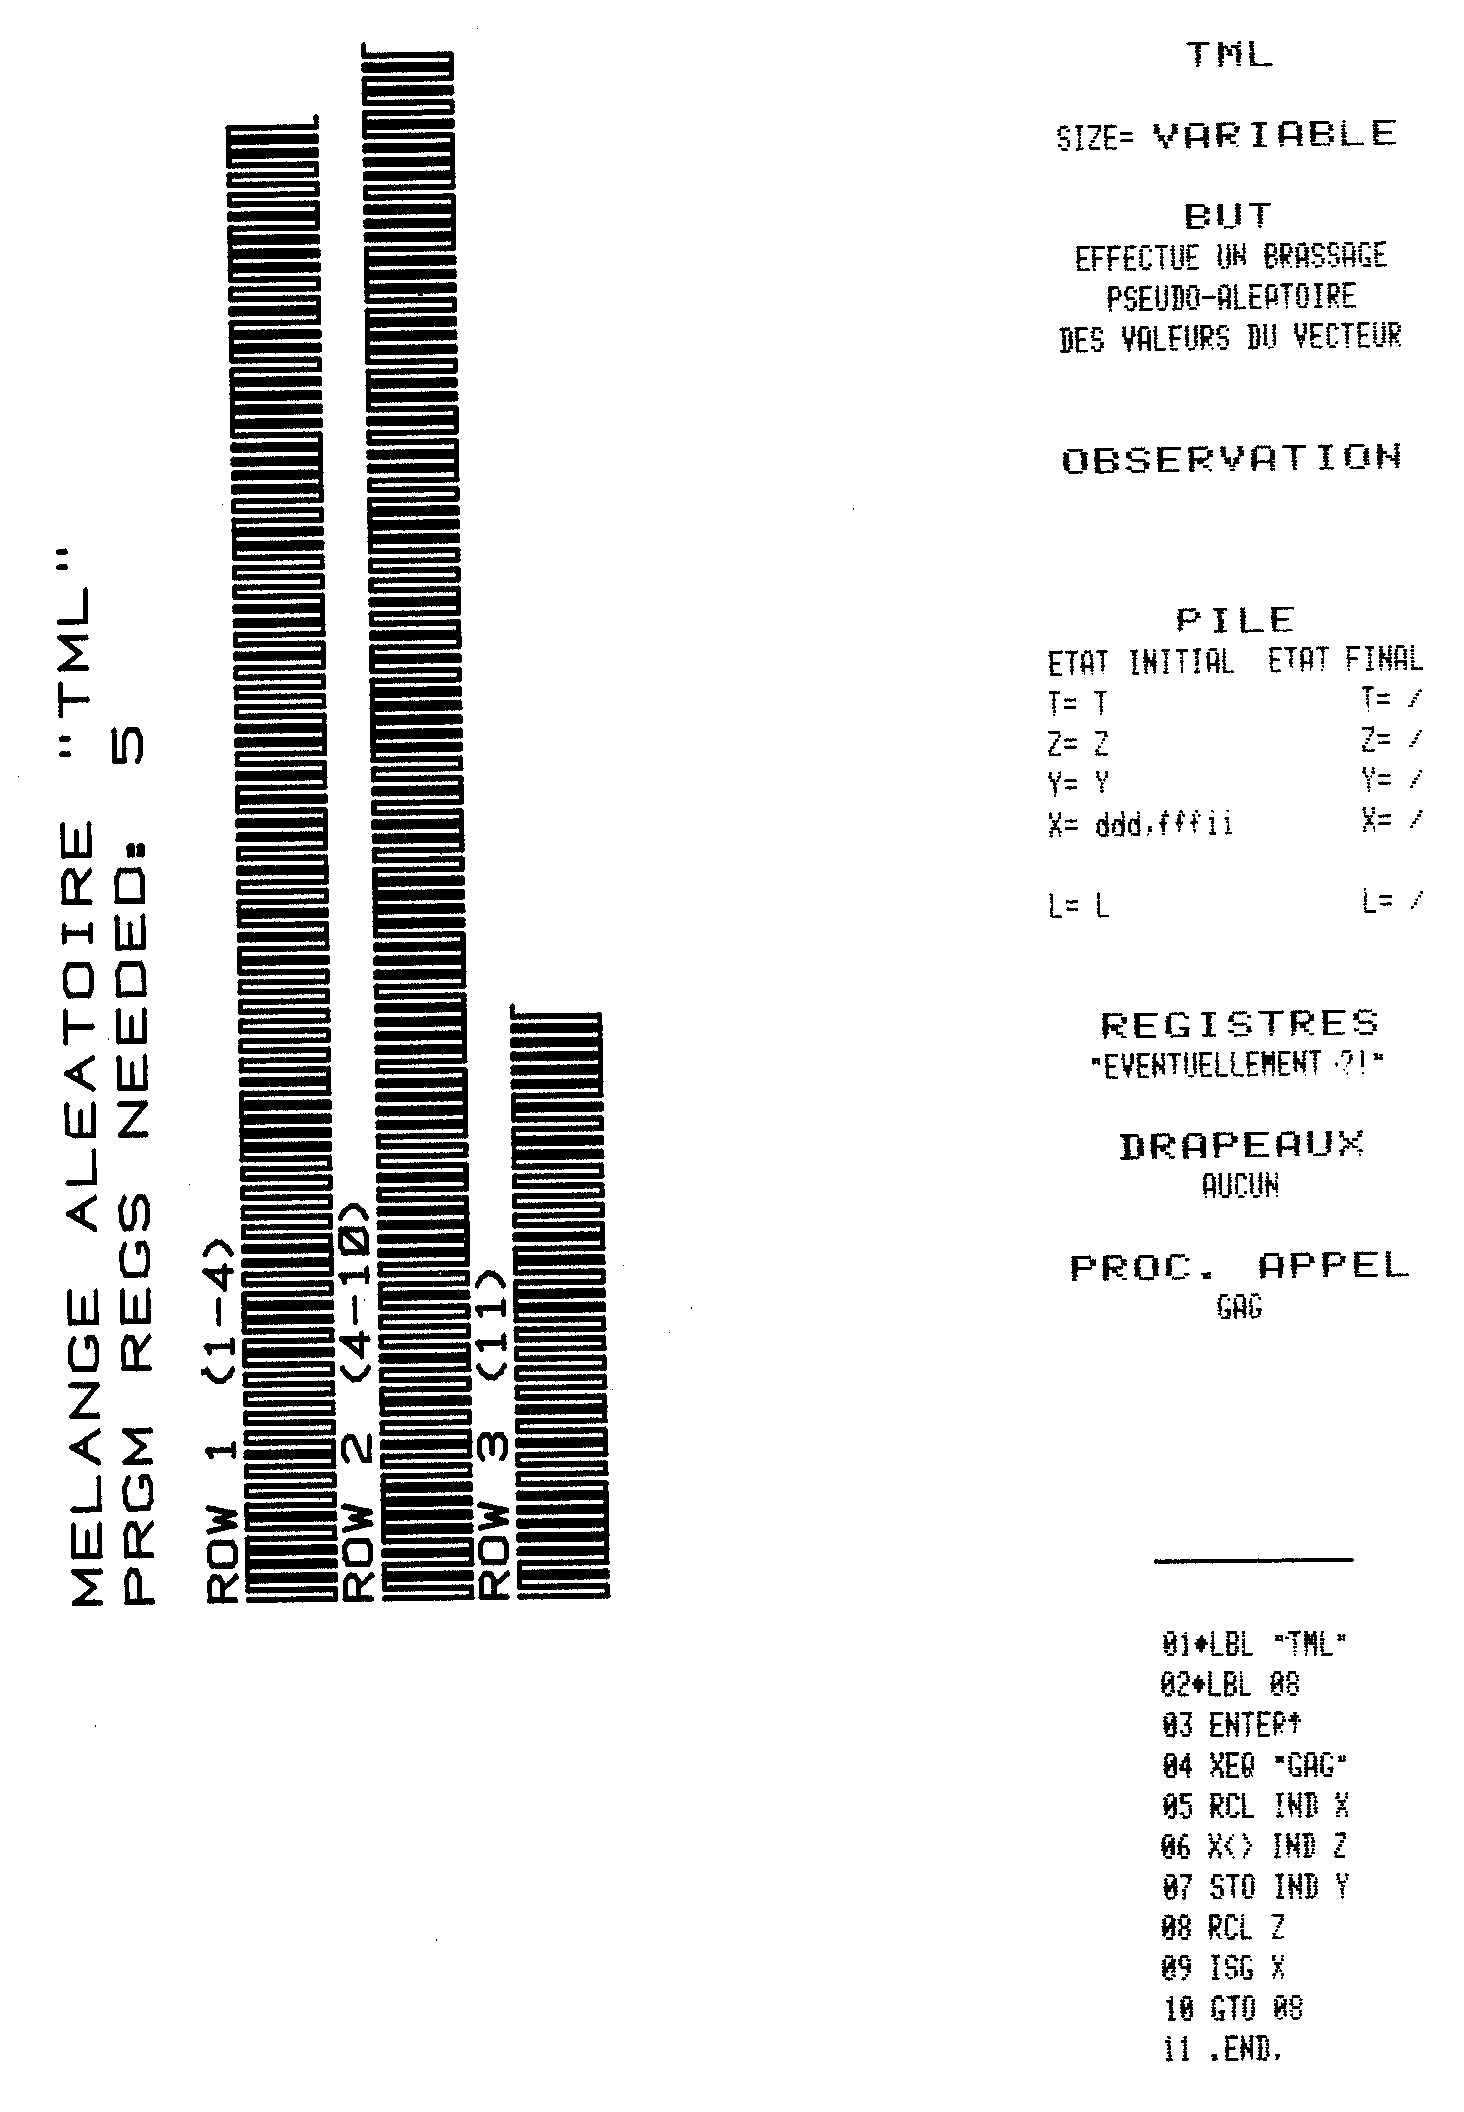 MELANGE ALEATOIRE "TML"
PRGM REGS NEEDED: 5
ROW 1 (1-4)
ROW 2 (4-10)
ROW 3 (11)
TML
SIZE= VARIABLE
BUT
EFFECTUE UN BRASSAGE
PSEUDO-ALEATOIRE
DES VALEURS DU VECTEUR
OBSERVATION
PILE
ETAT INITIAL ETAT FINAL
T= T T= /
Z= Z Z= /
Y= Y Y= /
X= ddd,fffii X= /
L= L L= /
REGISTRES
"EVENTUELLEMENT ?!"
DRAPEAUX
AUCUN
PROC. APPEL
GAG
01♦LBL "TML"
02♦LBL 08
03 ENTER↑
04 XEQ "GAG"
05 RCL IND X
06 X<> IND Z
07 STO IND Y
08 RCL Z
09 ISG X
10 GTO 08
11 .END.